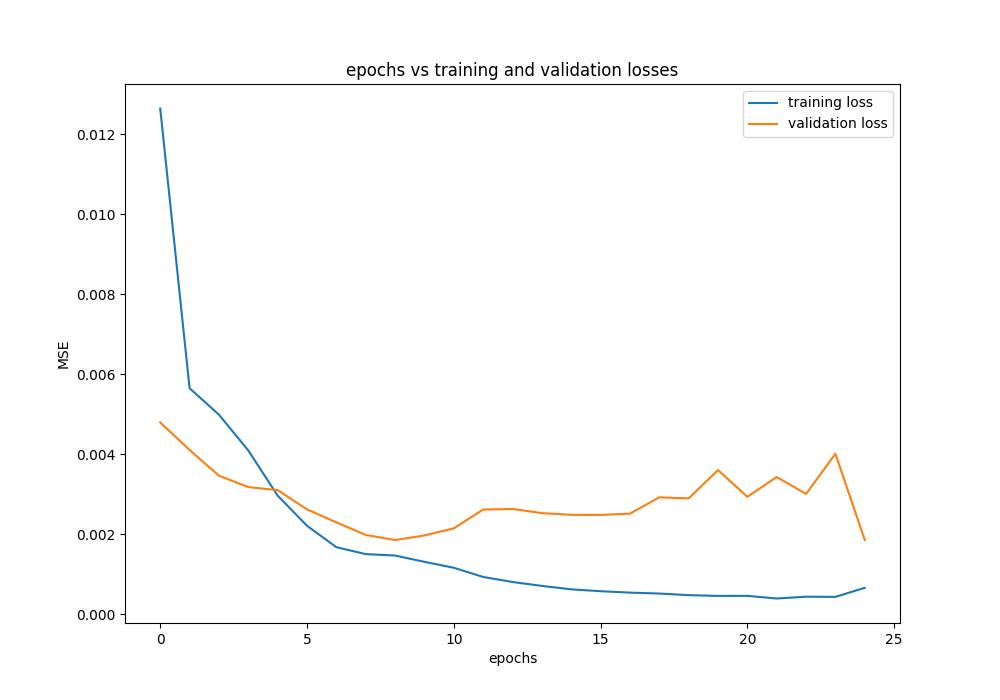 epochs vs training and validation losses
training loss
validation loss
0.012
0.010
0.008
0.006
0.004
0.002
0.000
MSE
0 5 10 15 20 25
epochs